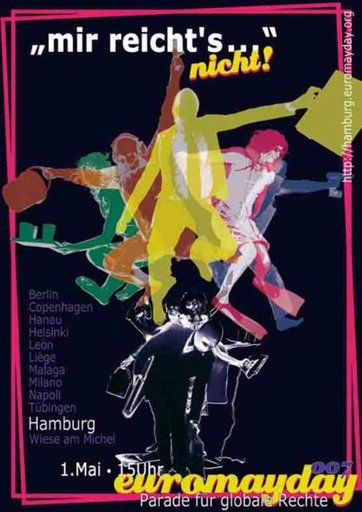 „mir reicht's...“
nicht!
http://hamburg.euromayday.org
Berlin
Copenhagen
Hanau
Helsinki
León
Liège
Malaga
Milano
Napoli
Tübingen
Hamburg
Wiese am Michel
1.Mai • 15Uhr
007
euromayday
Parade für globale Rechte